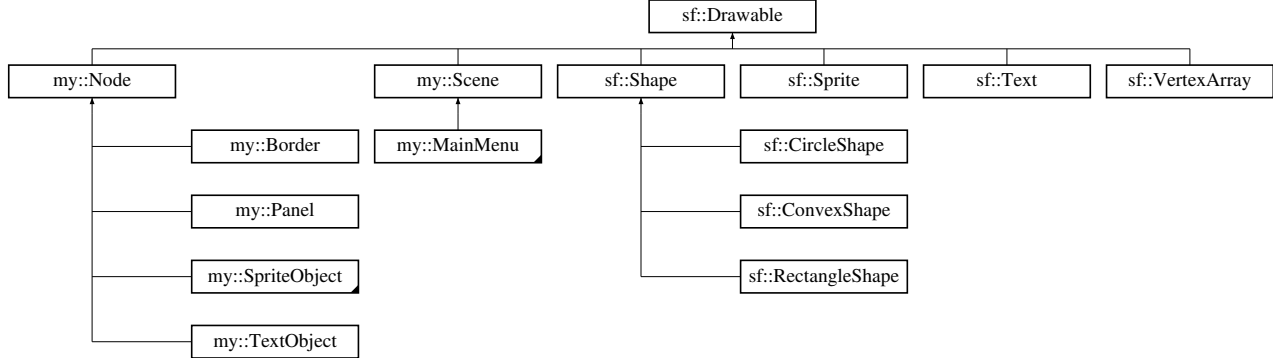 sf::Drawable
my::Node
my::Scene
sf::Shape
sf::Sprite
sf::Text
sf::VertexArray
my::Border
my::MainMenu
sf::CircleShape
my::Panel
sf::ConvexShape
my::SpriteObject
sf::RectangleShape
my::TextObject